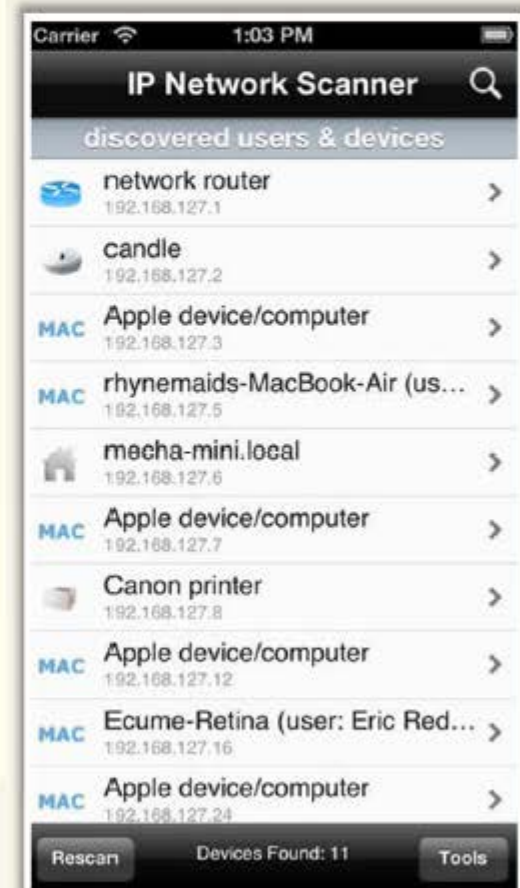 Carrier 1:03 PM
IP Network Scanner
discovered users & devices
network router
192.168.127.1
candle
192.168.127.2
MAC Apple device/computer
192.168.127.3
MAC rhynemaids-MacBook-Air (us...
192.168.127.5
mecha-mini.local
192.168.127.6
MAC Apple device/computer
192.168.127.7
Canon printer
192.168.127.8
MAC Apple device/computer
192.168.127.12
MAC Ecume-Retina (user: Eric Red...
192.168.127.16
MAC Apple device/computer
192.168.127.24
Rescan Devices Found: 11 Tools